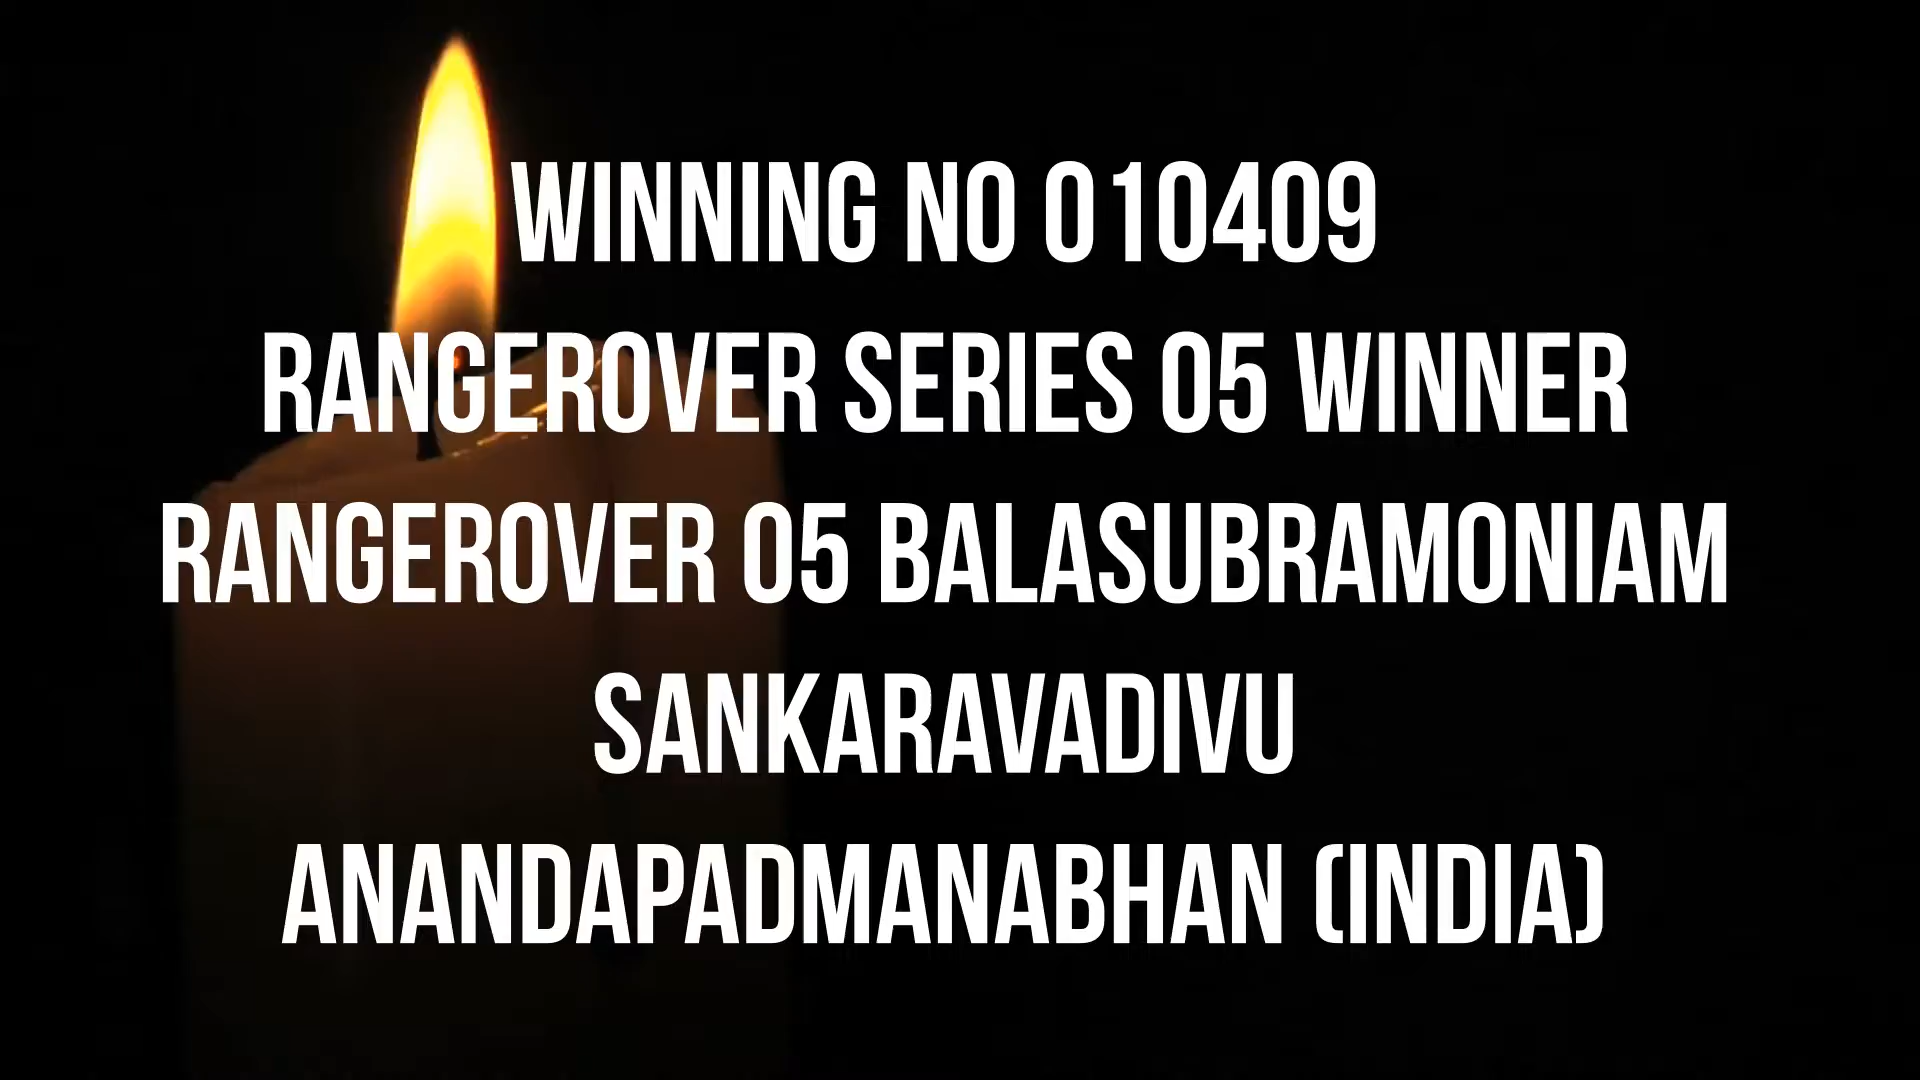 WINNING NO 010409
RANGEROVER SERIES 05 WINNER
RANGEROVER 05 BALASUBRAMONIAM
SANKARAVADIVU
ANANDAPADMANABHAN (INDIA)